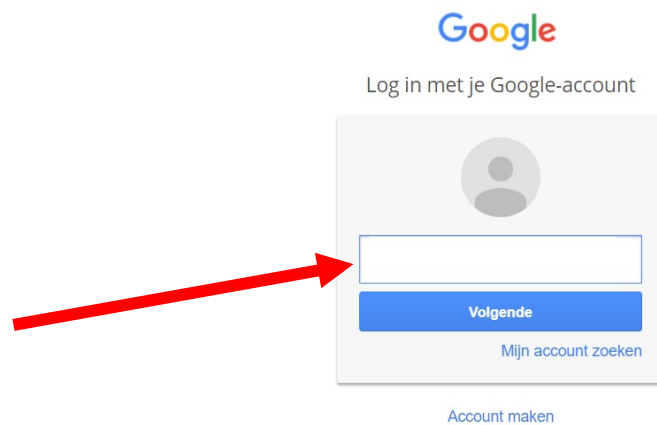 Google
Log in met je Google-account
Volgende
Mijn account zoeken
Account maken